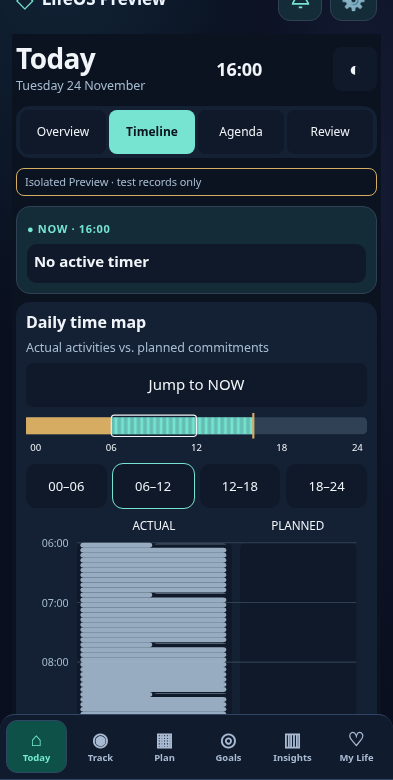 LifeOS Preview
Today
16:00
Tuesday 24 November
Overview
Timeline
Agenda
Review
Isolated Preview · test records only
● NOW · 16:00
No active timer
Daily time map
Actual activities vs. planned commitments
Jump to NOW
00 06 12 18 24
00–06
06–12
12–18
18–24
ACTUAL PLANNED
06:00
07:00
08:00
Today
Track
Plan
Goals
Insights
My Life